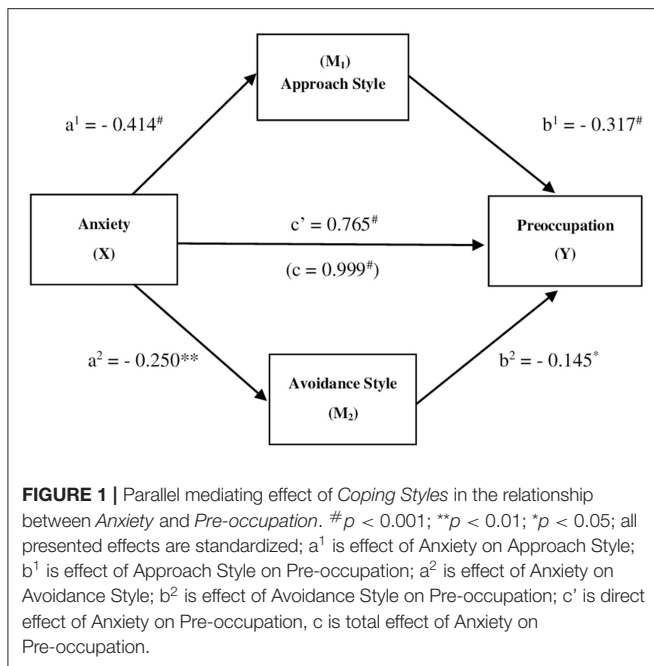 (M₁)
Approach Style
a¹ = - 0.414#
b¹ = - 0.317#
Anxiety
(X)
c’ = 0.765#
(c = 0.999#)
Preoccupation
(Y)
a² = - 0.250**
b² = - 0.145*
Avoidance Style
(M₂)
FIGURE 1 | Parallel mediating effect of Coping Styles in the relationship
between Anxiety and Pre-occupation. #p < 0.001; **p < 0.01; *p < 0.05; all
presented effects are standardized; a¹ is effect of Anxiety on Approach Style;
b¹ is effect of Approach Style on Pre-occupation; a² is effect of Anxiety on
Avoidance Style; b² is effect of Avoidance Style on Pre-occupation; c’ is direct
effect of Anxiety on Pre-occupation, c is total effect of Anxiety on
Pre-occupation.